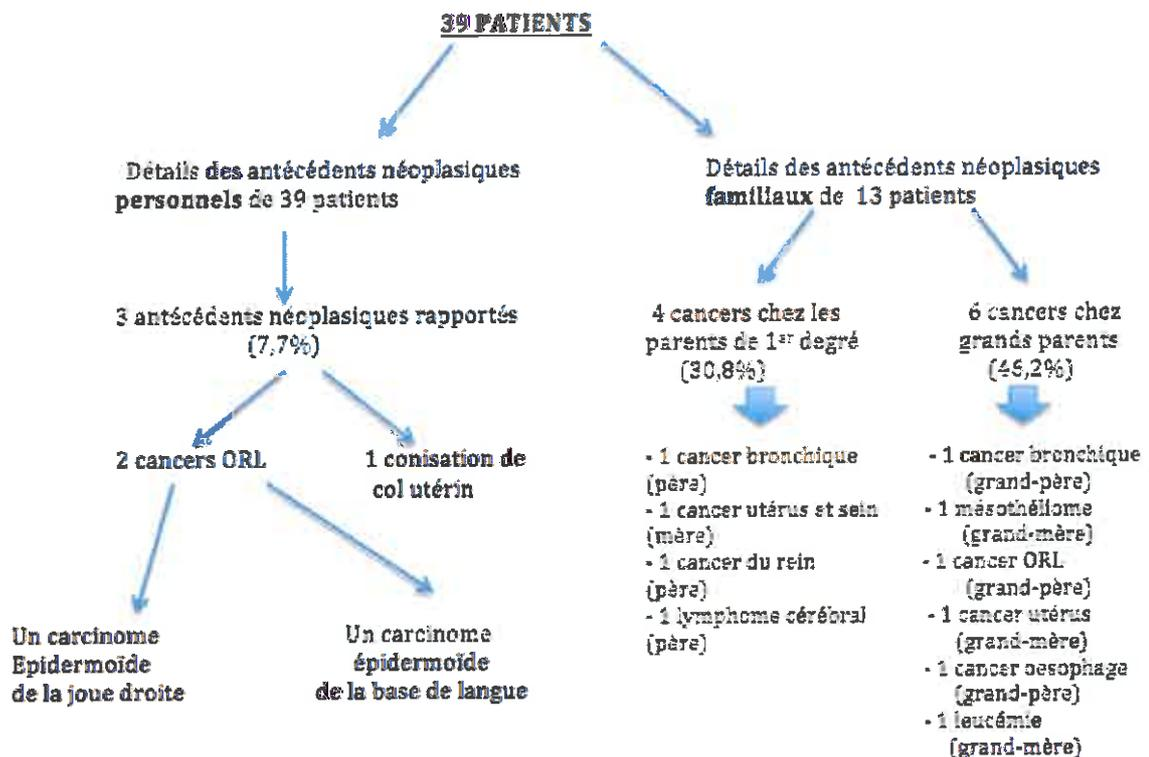 39 PATIENTS
Détails des antécédents néoplasiques
personnels de 39 patients
3 antécédents néoplasiques rapportés
(7,7%)
2 cancers ORL
1 conisation de
col utérin
Un carcinome
Epidermoïde
de la joue droite
Un carcinome
épidermoïde
de la base de langue
Détails des antécédents néoplasiques
familiaux de 13 patients
4 cancers chez les
parents de 1er degré
(30,8%)
- 1 cancer bronchique
(père)
- 1 cancer utérus et sein
(mère)
- 1 cancer du rein
(père)
- 1 lymphome cérébral
(père)
6 cancers chez
grands parents
(46,2%)
- 1 cancer bronchique
(grand-père)
- 1 mésothéliome
(grand-mère)
- 1 cancer ORL
(grand-père)
- 1 cancer utérus
(grand-mère)
- 1 cancer oesophage
(grand-père)
- 1 leucémie
(grand-mère)